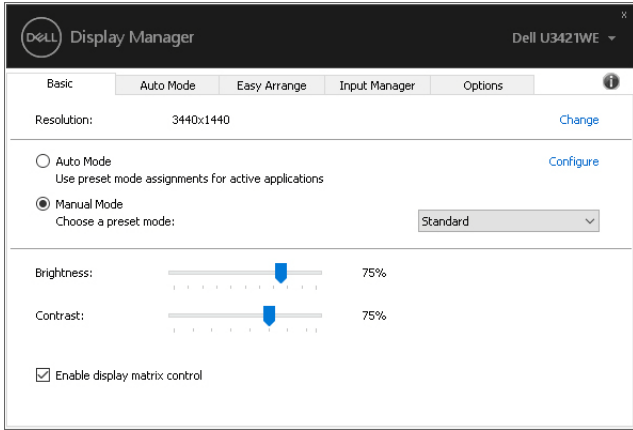 x
DELL Display Manager Dell U3421WE
Basic Auto Mode Easy Arrange Input Manager Options i
Resolution: 3440x1440 Change
Auto Mode Configure
Use preset mode assignments for active applications
Manual Mode
Choose a preset mode: Standard
Brightness: 75%
Contrast: 75%
Enable display matrix control